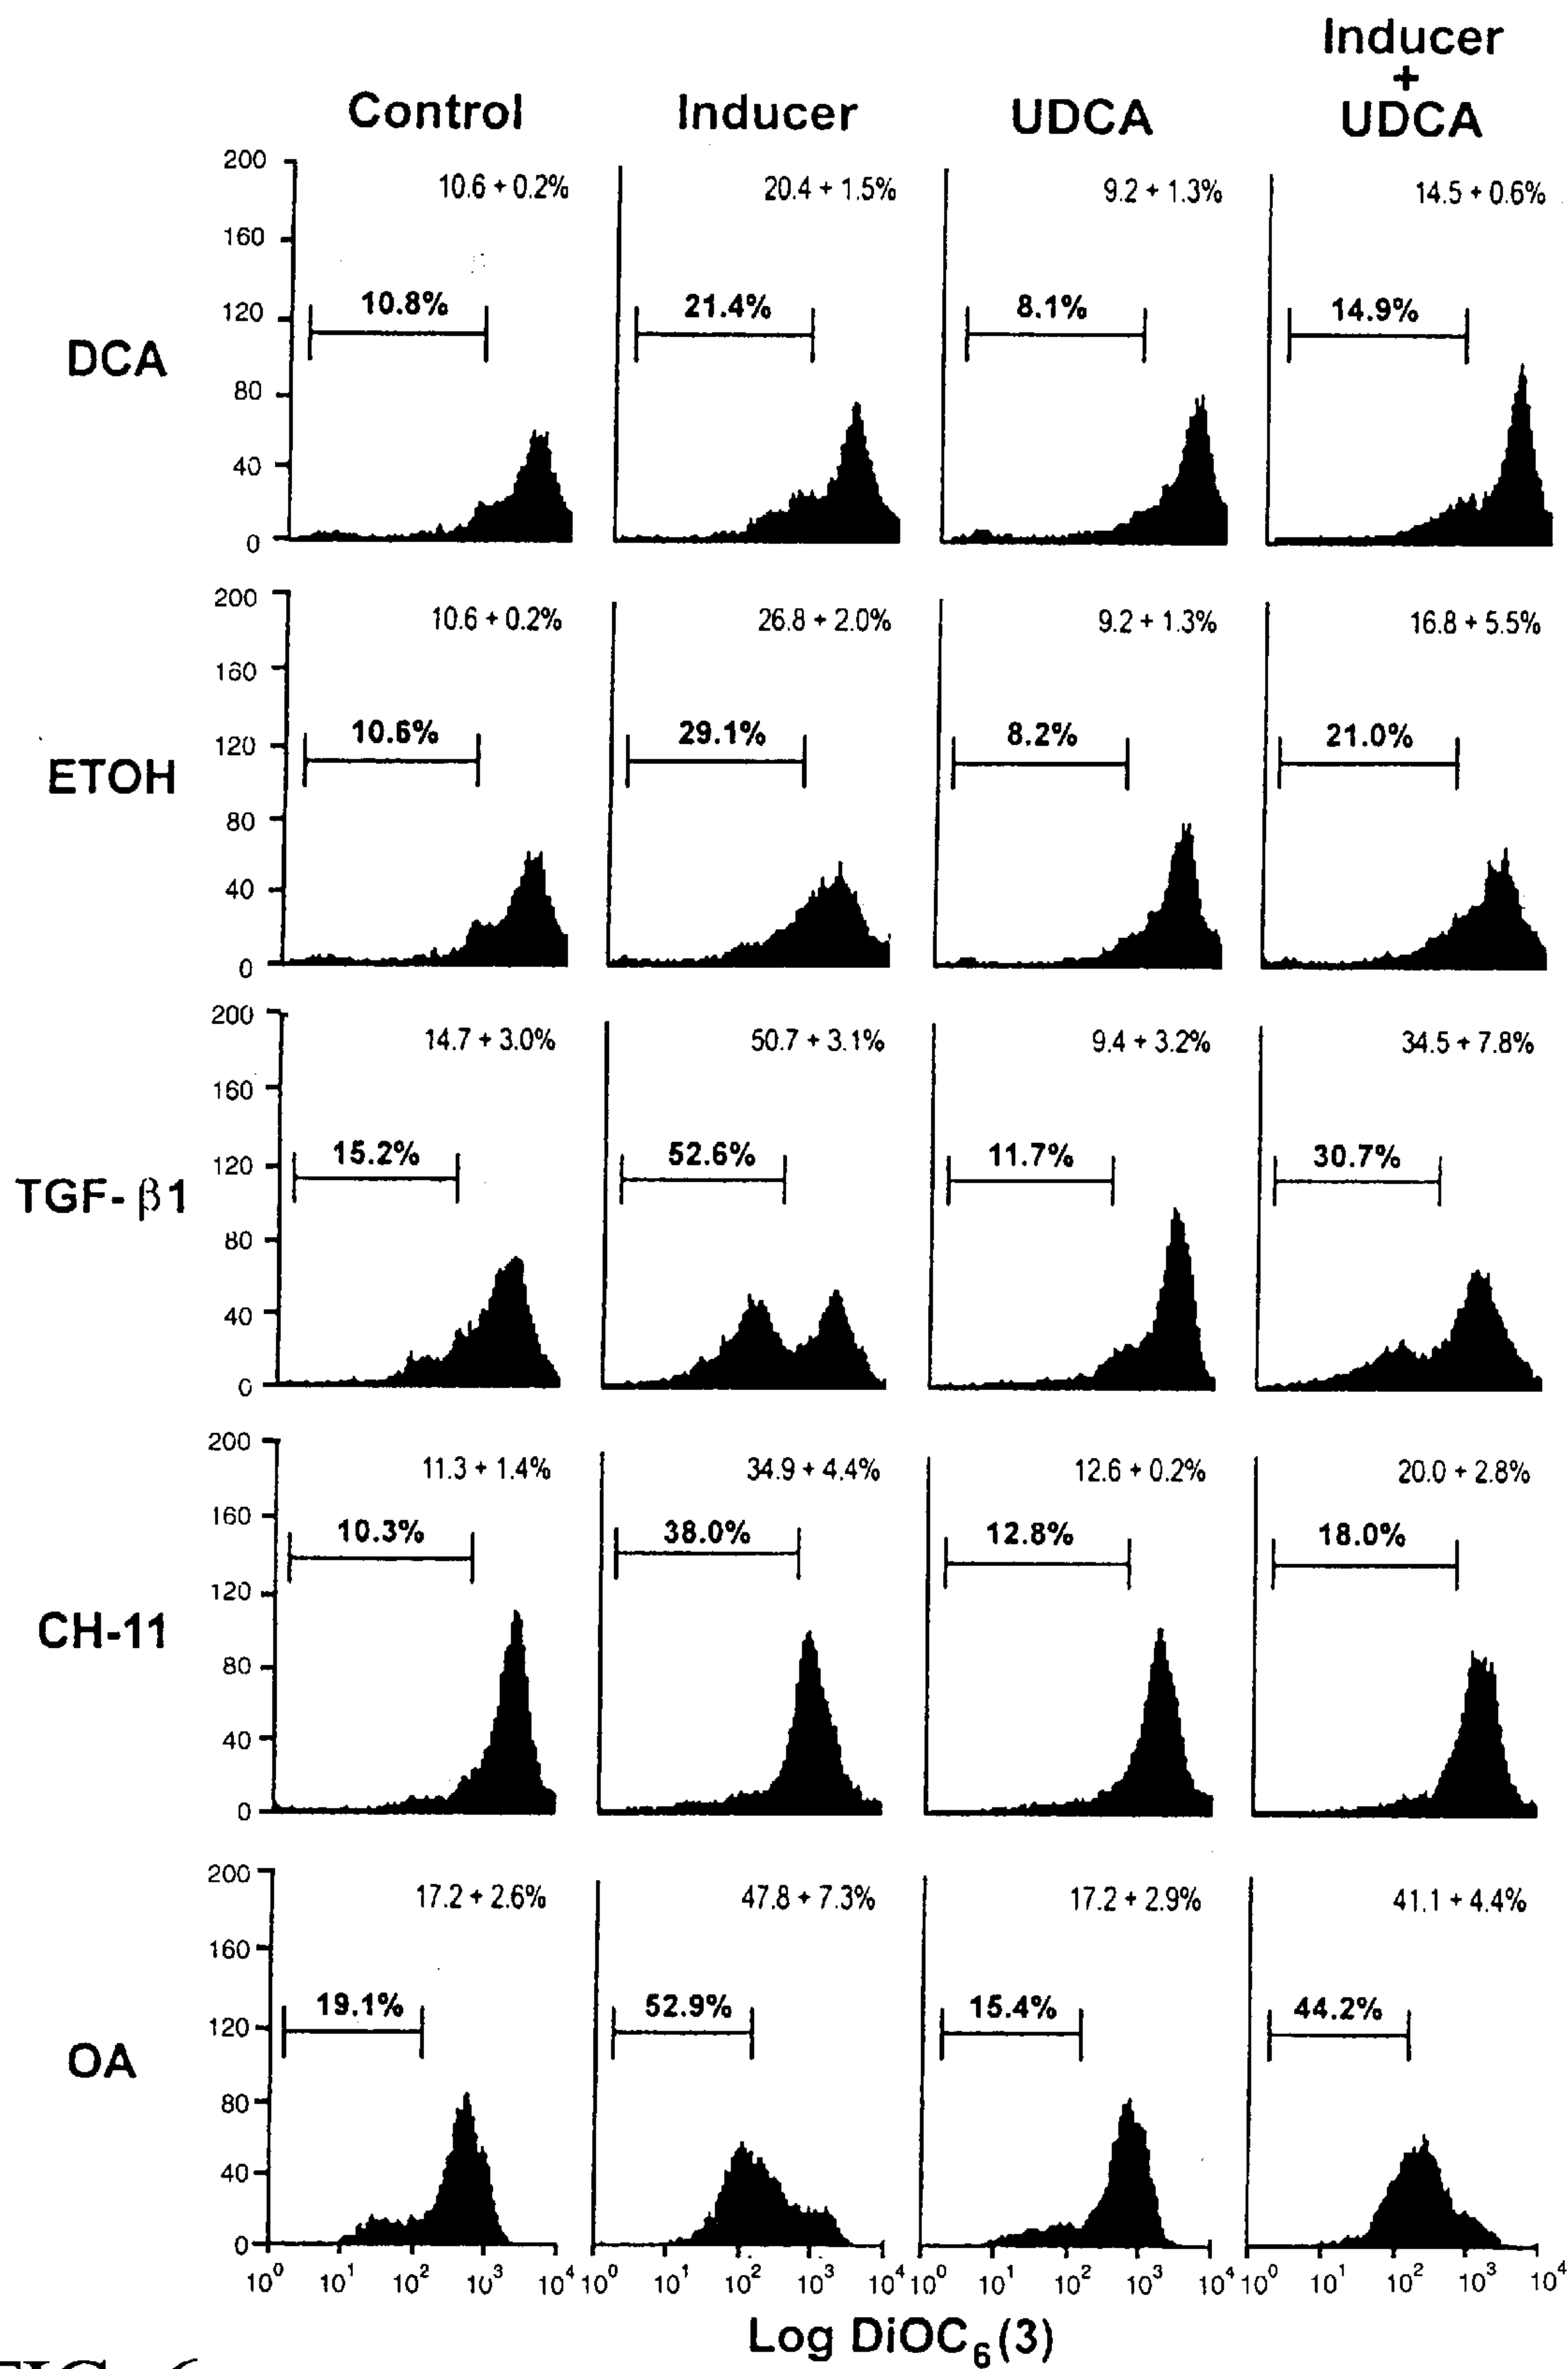 Inducer
+
Control Inducer UDCA UDCA
200 10.6 + 0.2% 20.4 + 1.5% 9.2 + 1.3% 14.5 + 0.6%
160
120 10.8% 21.4% 8.1% 14.9%
DCA
80
40
0
200 10.6 + 0.2% 26.8 + 2.0% 9.2 + 1.3% 16.8 + 5.5%
160
120 10.6% 29.1% 8.2% 21.0%
ETOH
80
40
0
200 14.7 + 3.0% 50.7 + 3.1% 9.4 + 3.2% 34.5 + 7.8%
160
120 15.2% 52.6% 11.7% 30.7%
TGF-β1
80
40
0
200 11.3 + 1.4% 34.9 + 4.4% 12.6 + 0.2% 20.0 + 2.8%
160 10.3% 38.0% 12.8% 18.0%
120
CH-11
80
40
0
200 17.2 + 2.6% 47.8 + 7.3% 17.2 + 2.9% 41.1 + 4.4%
160
120 19.1% 52.9% 15.4% 44.2%
OA
80
40
0
10⁰ 10¹ 10² 10³ 10⁴ 10⁰ 10¹ 10² 10³ 10⁴ 10⁰ 10¹ 10² 10³ 10⁴ 10⁰ 10¹ 10² 10³ 10⁴
Log DiOC₆(3)